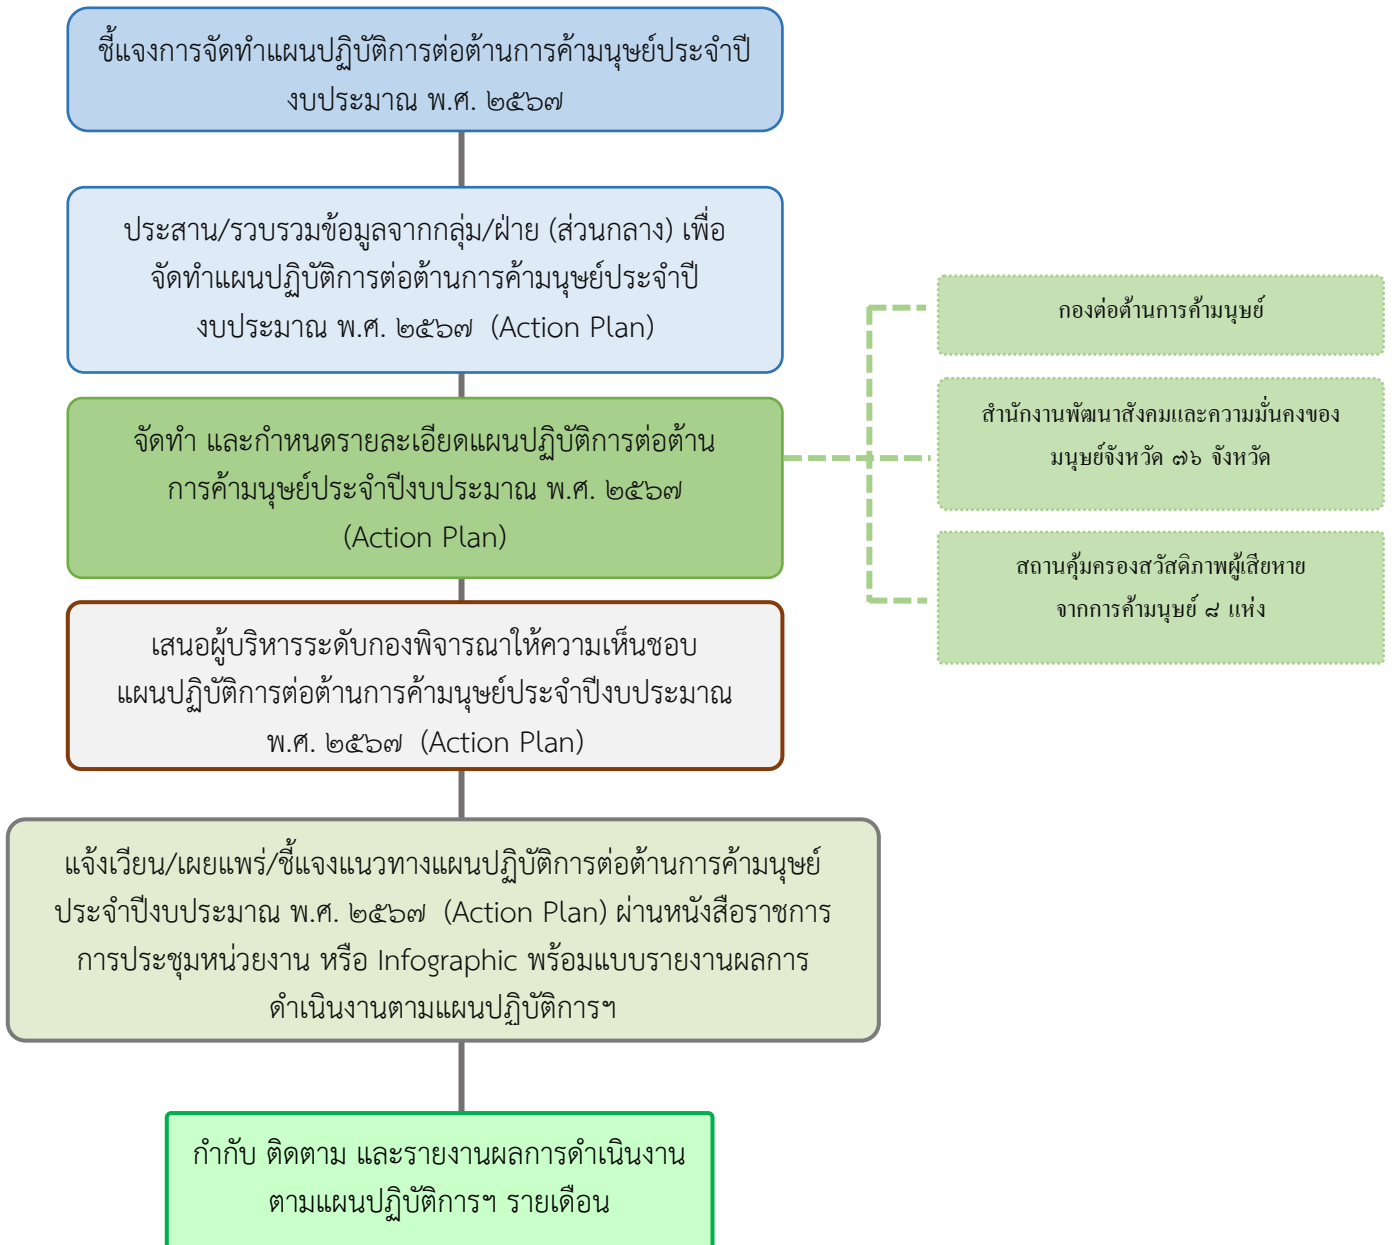 ชี้แจงการจัดทำแผนปฏิบัติการต่อต้านการค้ามนุษย์ประจำปี
งบประมาณ พ.ศ. ๒๕๖๗
ประสาน/รวบรวมข้อมูลจากกลุ่ม/ฝ่าย (ส่วนกลาง) เพื่อ
จัดทำแผนปฏิบัติการต่อต้านการค้ามนุษย์ประจำปี
งบประมาณ พ.ศ. ๒๕๖๗ (Action Plan)
จัดทำ และกำหนดรายละเอียดแผนปฏิบัติการต่อต้าน
การค้ามนุษย์ประจำปีงบประมาณ พ.ศ. ๒๕๖๗
(Action Plan)
กองต่อต้านการค้ามนุษย์
สำนักงานพัฒนาสังคมและความมั่นคงของ
มนุษย์จังหวัด ๗๖ จังหวัด
สถานคุ้มครองสวัสดิภาพผู้เสียหาย
จากการค้ามนุษย์ ๘ แห่ง
เสนอผู้บริหารระดับกองพิจารณาให้ความเห็นชอบ
แผนปฏิบัติการต่อต้านการค้ามนุษย์ประจำปีงบประมาณ
พ.ศ. ๒๕๖๗ (Action Plan)
แจ้งเวียน/เผยแพร่/ชี้แจงแนวทางแผนปฏิบัติการต่อต้านการค้ามนุษย์
ประจำปีงบประมาณ พ.ศ. ๒๕๖๗ (Action Plan) ผ่านหนังสือราชการ
การประชุมหน่วยงาน หรือ Infographic พร้อมแบบรายงานผลการ
ดำเนินงานตามแผนปฏิบัติการฯ
กำกับ ติดตาม และรายงานผลการดำเนินงาน
ตามแผนปฏิบัติการฯ รายเดือน